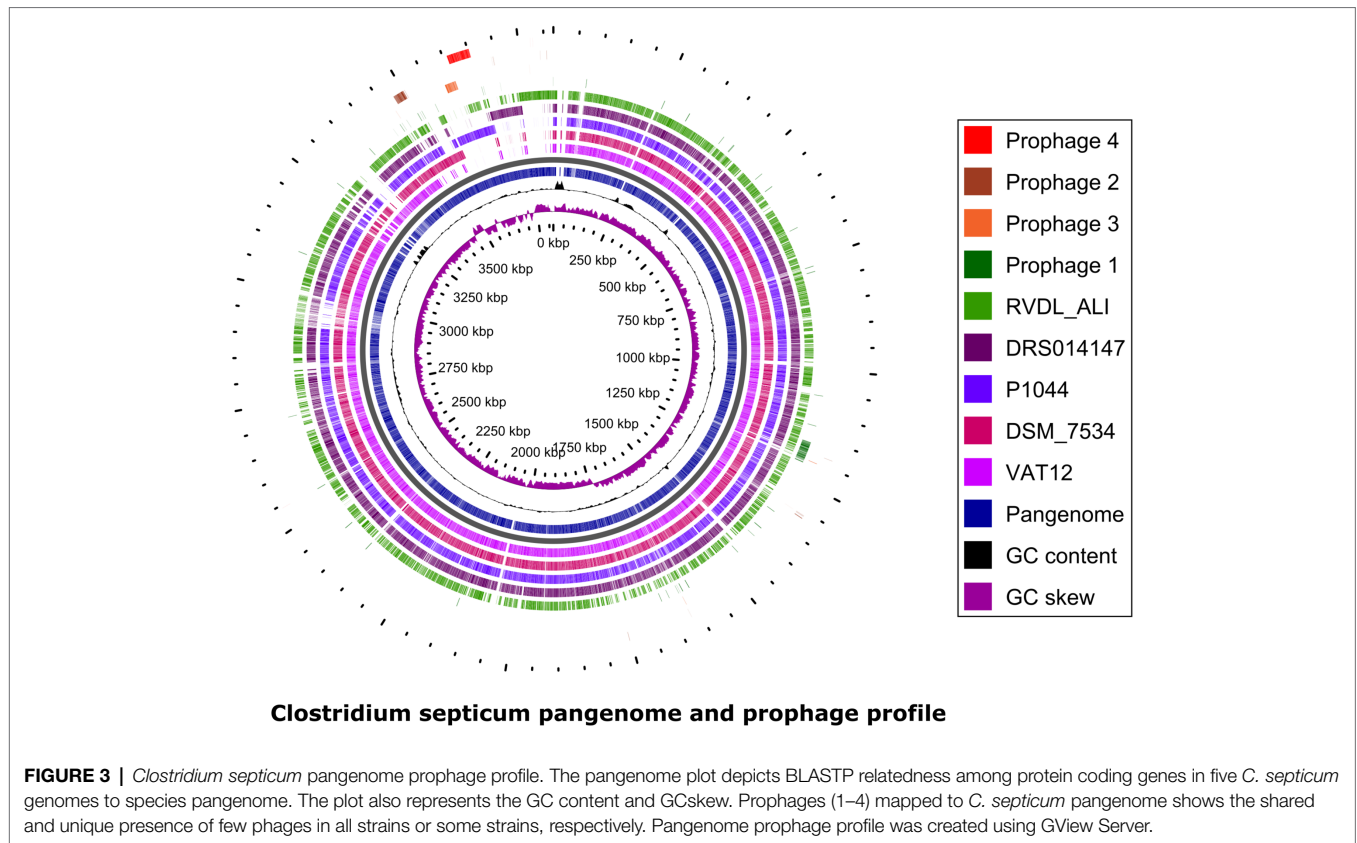 0 kbp
250 kbp
500 kbp
750 kbp
1000 kbp
1250 kbp
1500 kbp
1750 kbp
2000 kbp
2250 kbp
2500 kbp
2750 kbp
3000 kbp
3250 kbp
3500 kbp
Prophage 4
Prophage 2
Prophage 3
Prophage 1
RVDL_ALI
DRS014147
P1044
DSM_7534
VAT12
Pangenome
GC content
GC skew
Clostridium septicum pangenome and prophage profile
FIGURE 3 | Clostridium septicum pangenome prophage profile. The pangenome plot depicts BLASTP relatedness among protein coding genes in five C. septicum
genomes to species pangenome. The plot also represents the GC content and GCskew. Prophages (1–4) mapped to C. septicum pangenome shows the shared
and unique presence of few phages in all strains or some strains, respectively. Pangenome prophage profile was created using GView Server.